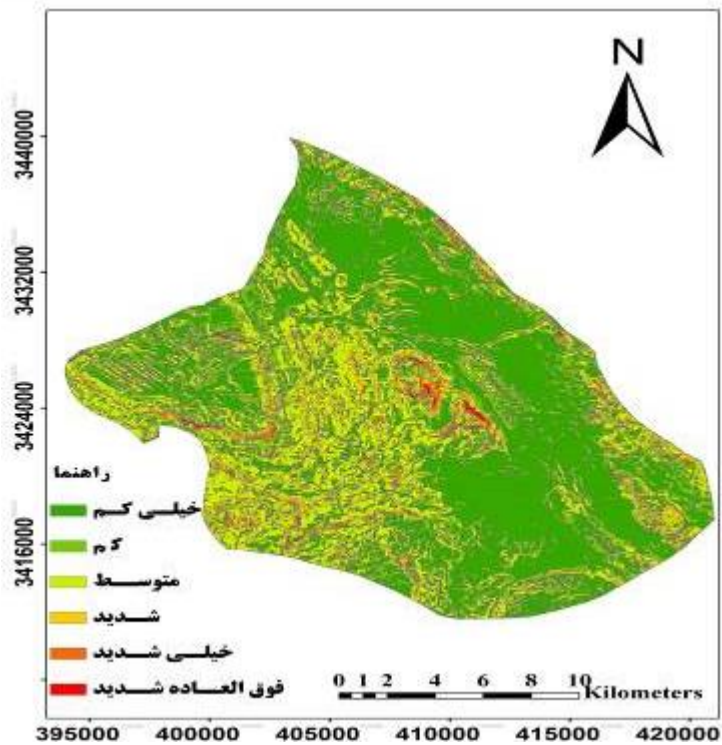 N
3440000
3432000
3424000
3416000
راهنما
خیلی کم
کم
متوسط
شدید
خیلی شدید
فوق العاده شدید
0 1 2 4 6 8 10
Kilometers
395000 400000 405000 410000 415000 420000